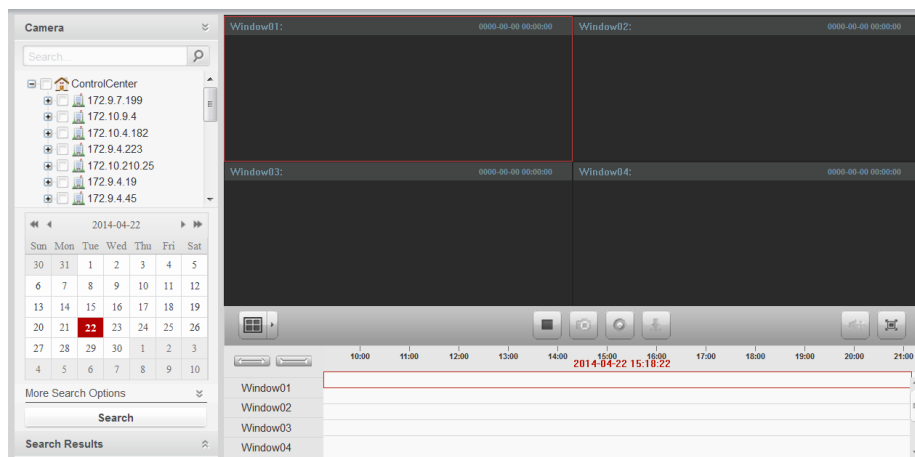 Camera
Search...
ControlCenter
172.9.7.199
172.10.9.4
172.10.4.182
172.9.4.223
172.10.210.25
172.9.4.19
172.9.4.45
2014-04-22
Sun Mon Tue Wed Thu Fri Sat
30 31 1 2 3 4 5
6 7 8 9 10 11 12
13 14 15 16 17 18 19
20 21 22 23 24 25 26
27 28 29 30 1 2 3
4 5 6 7 8 9 10
More Search Options
Search
Search Results
Window01: 0000-00-00 00:00:00
Window02: 0000-00-00 00:00:00
Window03: 0000-00-00 00:00:00
Window04: 0000-00-00 00:00:00
10:00 11:00 12:00 13:00 14:00 15:00 16:00 17:00 18:00 19:00 20:00 21:00
2014-04-22 15:18:22
Window01
Window02
Window03
Window04